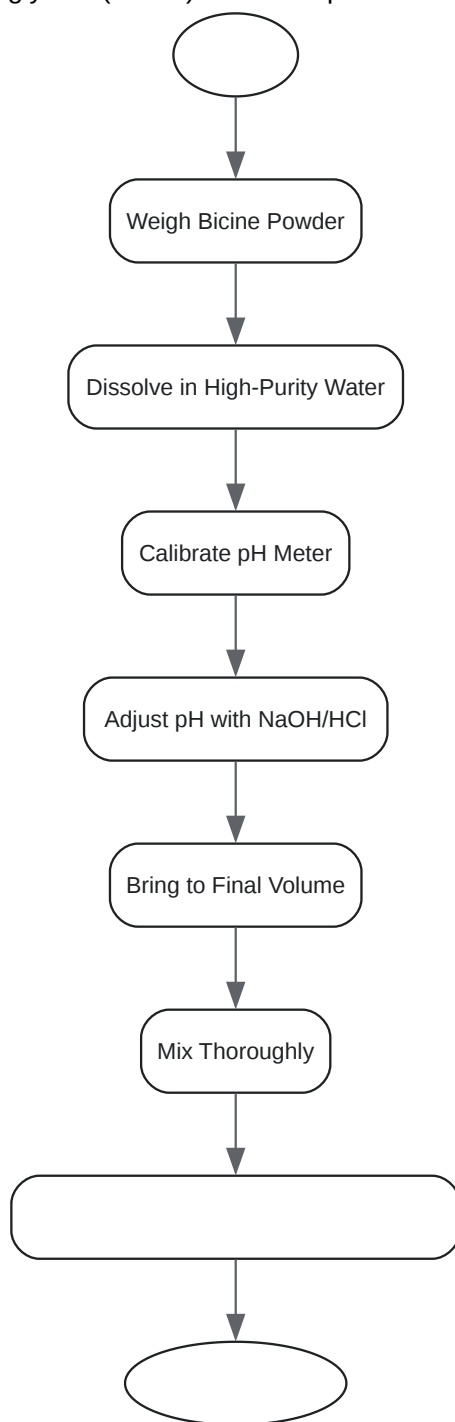 Weigh Bicine Powder
Dissolve in High-Purity Water
Calibrate pH Meter
Adjust pH with NaOH/HCl
Bring to Final Volume
Mix Thoroughly